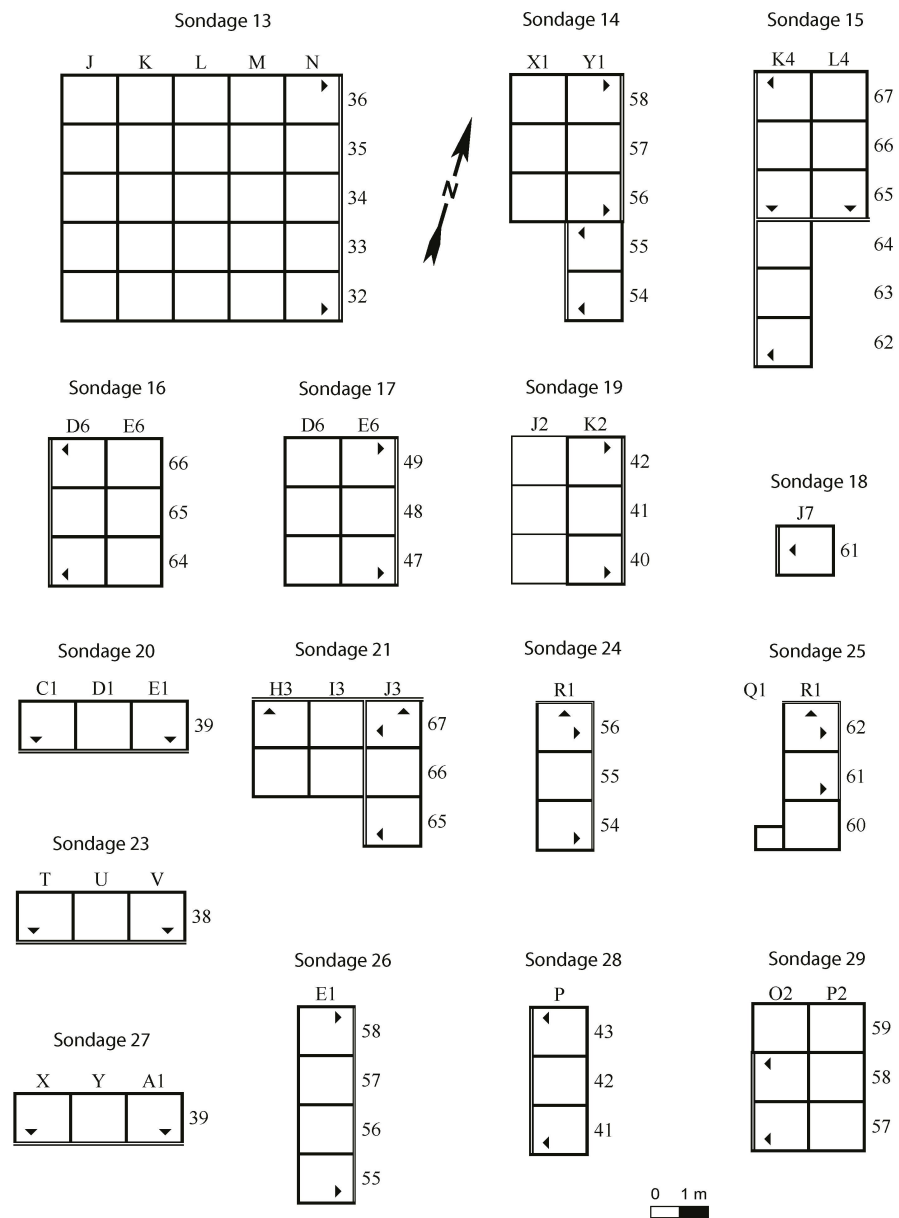 Sondage 13
J K L M N
36
35
34
33
32
Sondage 14
X1 Y1
58
57
56
55
54
Sondage 15
K4 L4
67
66
65
64
63
62
N
Sondage 16
D6 E6
66
65
64
Sondage 17
D6 E6
49
48
47
Sondage 19
J2 K2
42
41
40
Sondage 18
J7
61
Sondage 20
C1 D1 E1
39
Sondage 21
H3 I3 J3
67
66
65
Sondage 24
R1
56
55
54
Sondage 25
Q1 R1
62
61
60
Sondage 23
T U V
38
Sondage 26
E1
58
57
56
55
Sondage 28
P
43
42
41
Sondage 29
O2 P2
59
58
57
Sondage 27
X Y A1
39
0 1 m